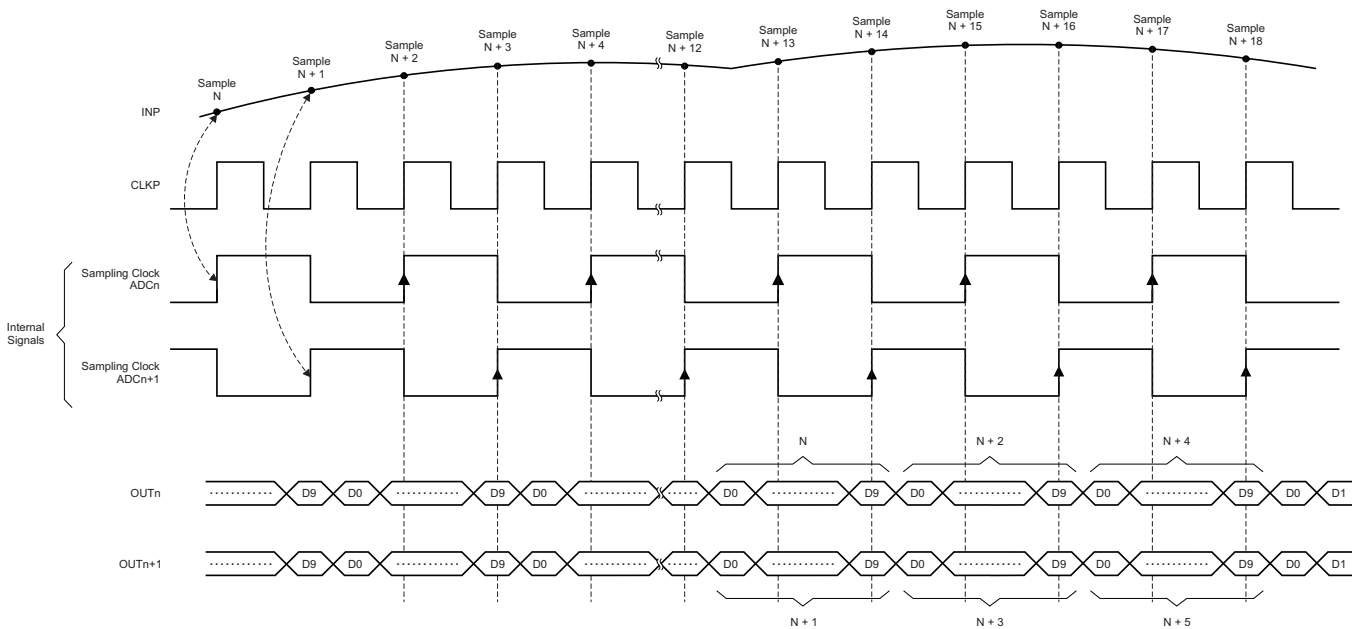 Sample
N
Sample
N + 1
Sample
N + 2
Sample
N + 3
Sample
N + 4
Sample
N + 12
Sample
N + 13
Sample
N + 14
Sample
N + 15
Sample
N + 16
Sample
N + 17
Sample
N + 18
INP
CLKP
Internal
Signals
Sampling Clock
ADCn
Sampling Clock
ADCn+1
N
N + 2
N + 4
OUTn
D9 D0 D9 D0 D0 D9 D0 D9 D0 D9 D0 D1
OUTn+1
D9 D0 D9 D0 D0 D9 D0 D9 D0 D9 D0 D1
N + 1
N + 3
N + 5